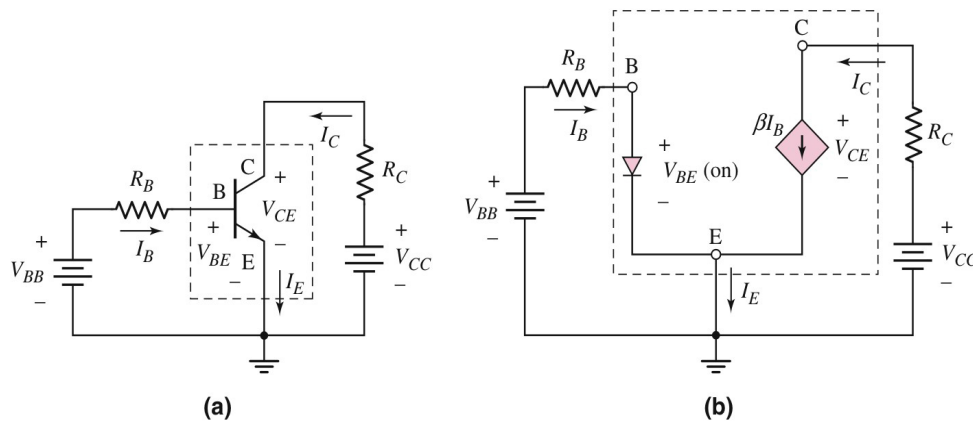 I_C
C
R_B
B
+
R_C
+
V_CE
+
I_B
V_BE
E
−
−
+
V_BB
−
I_E
+
V_CC
−
(a)
C
R_B
B
I_C
I_B
βI_B
+
V_CE
−
R_C
+
V_BE (on)
−
+
V_BB
−
E
+
V_CC
−
I_E
(b)